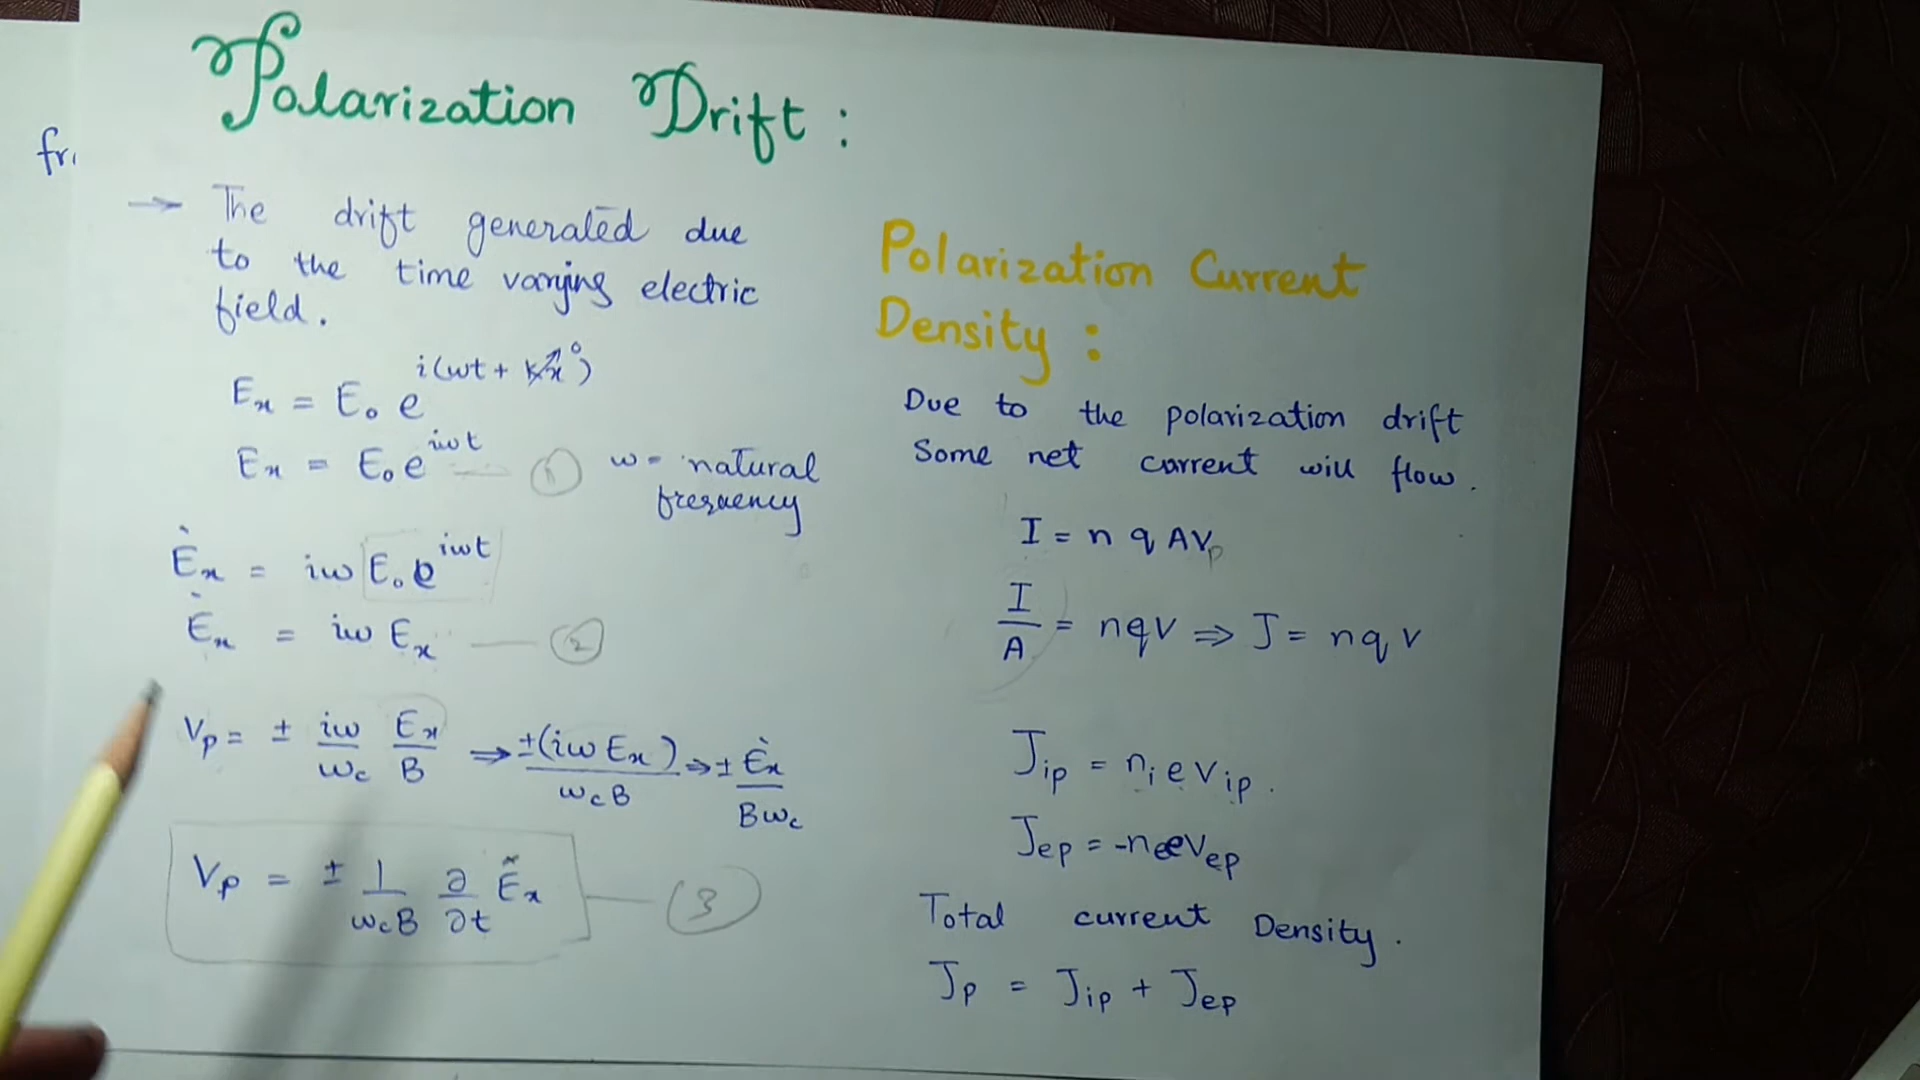 Polarization Drift :
fr
→ The drift generated due
to the time varying electric
field.
Eₓ = E₀ e^{i(ωt + kx)} ⁰
Eₓ = E₀ e^{iωt} — ① ω = natural
frequency
Ėₓ = iω E₀ e^{iωt}
Ėₓ = iω Eₓ — ②
Vp = ± iω/ωc Eₓ/B ⇒ ±(iω Eₓ)/ωcB ⇒ ± Ėₓ/Bωc
Vp = ± 1/ωcB ∂/∂t Eₓ — ③
Polarization Current
Density :
Due to the polarization drift
Some net current will flow.
I = n q A Vp
I/A = nqv ⇒ J = nqv
Jip = nᵢ e vip.
Jep = -nₑevep
Total current Density.
Jp = Jip + Jep